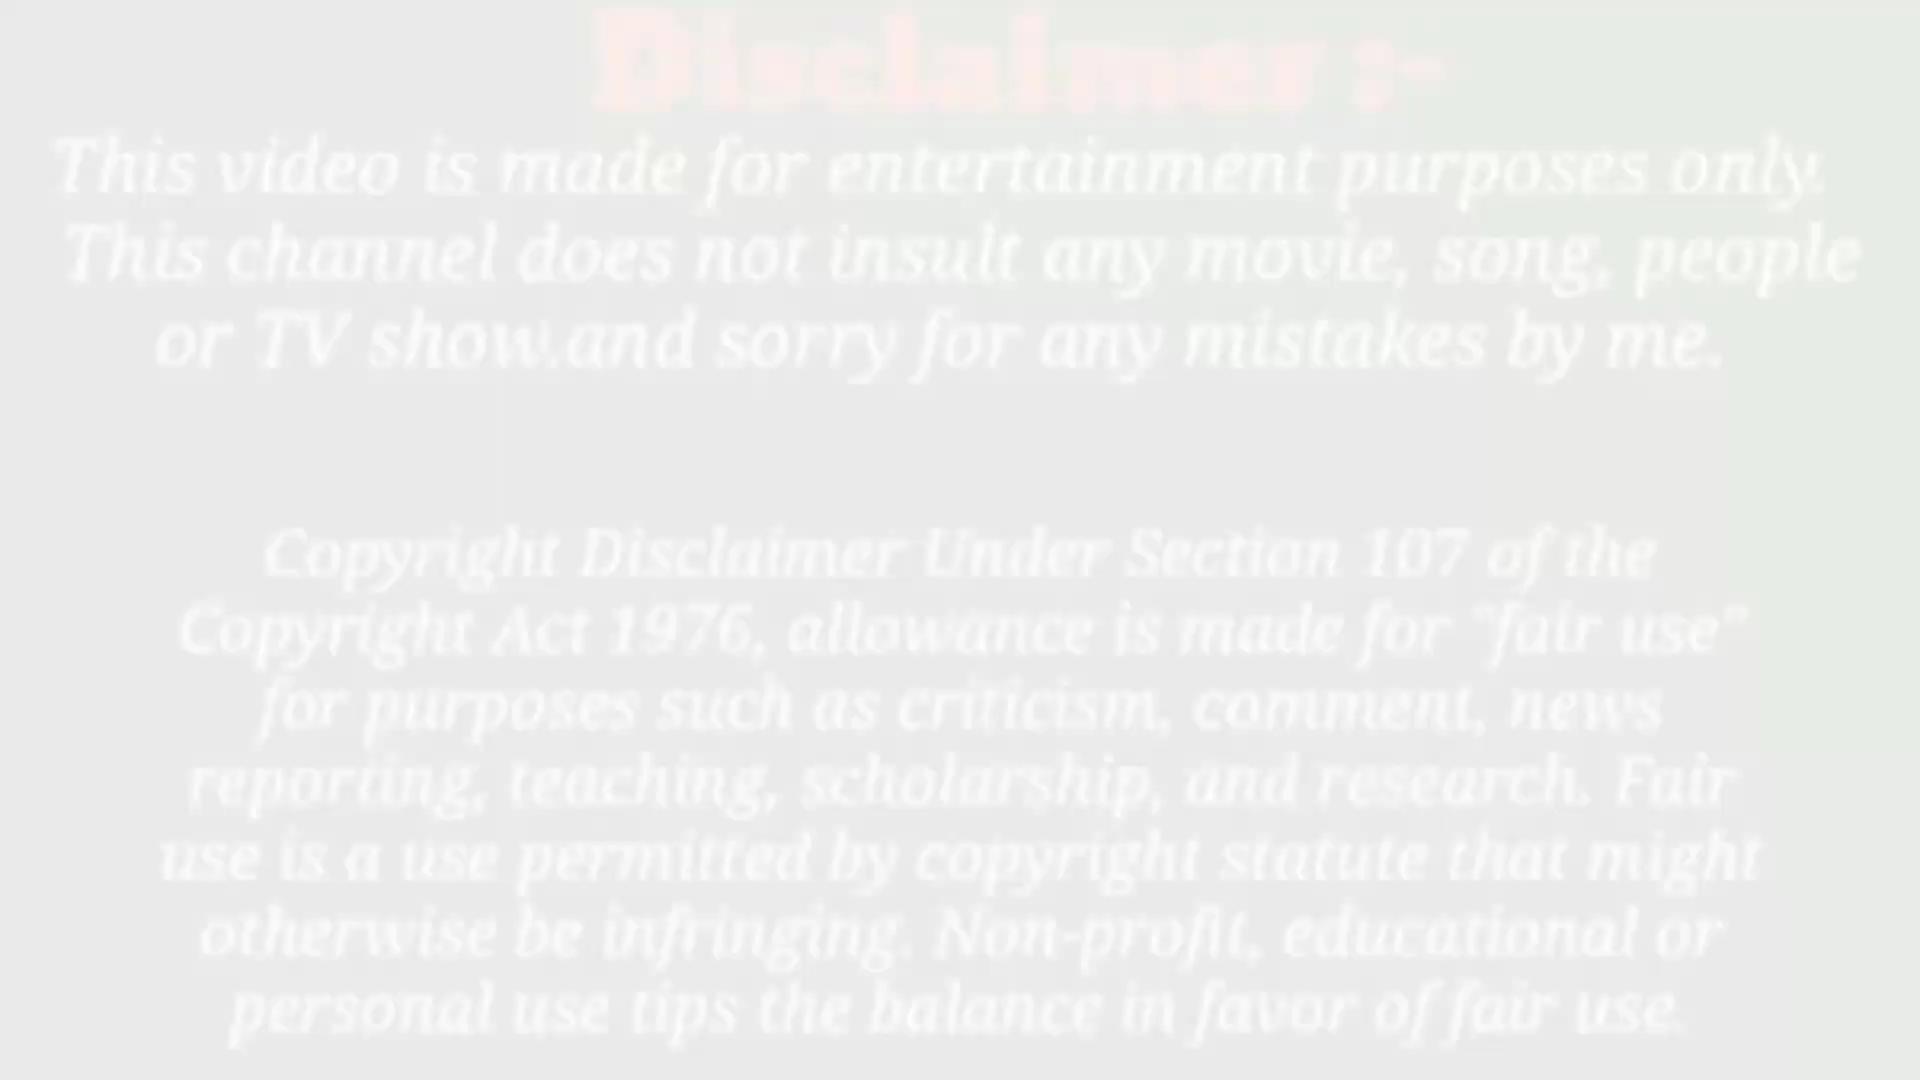 Disclaimer :-
This video is made for entertainment purposes only.
This channel does not insult any movie, song, people
or TV show.and sorry for any mistakes by me.
Copyright Disclaimer Under Section 107 of the
Copyright Act 1976, allowance is made for "fair use"
for purposes such as criticism, comment, news
reporting, teaching, scholarship, and research. Fair
use is a use permitted by copyright statute that might
otherwise be infringing. Non-profit, educational or
personal use tips the balance in favor of fair use.